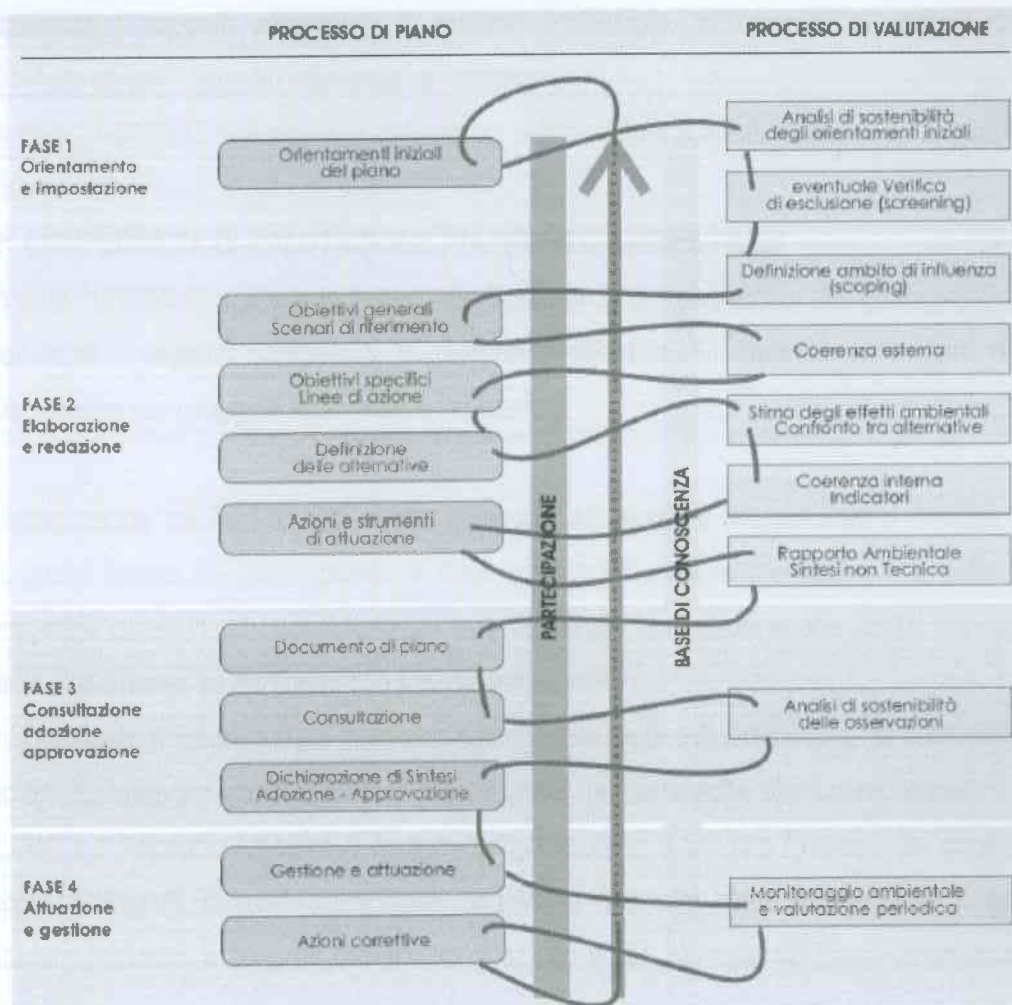 PROCESSO DI PIANO
PROCESSO DI VALUTAZIONE
FASE 1
Orientamento
e impostazione
Orientamenti iniziali
del piano
Analisi di sostenibilità
degli orientamenti iniziali
eventuale Verifica
di esclusione (screening)
Definizione ambito di influenza
(scoping)
FASE 2
Elaborazione
e redazione
Obiettivi generali
Scenari di riferimento
Coerenza esterna
Obiettivi specifici
Linee di azione
Definizione
delle alternative
Stima degli effetti ambientali
Confronto tra alternative
Coerenza interna
Indicatori
Azioni e strumenti
di attuazione
Rapporto Ambientale
Sintesi non Tecnica
PARTECIPAZIONE
BASE DI CONOSCENZA
FASE 3
Consultazione
adozione
approvazione
Documento di piano
Consultazione
Analisi di sostenibilità
delle osservazioni
Dichiarazione di Sintesi
Adozione - Approvazione
FASE 4
Attuazione
e gestione
Gestione e attuazione
Monitoraggio ambientale
e valutazione periodica
Azioni correttive